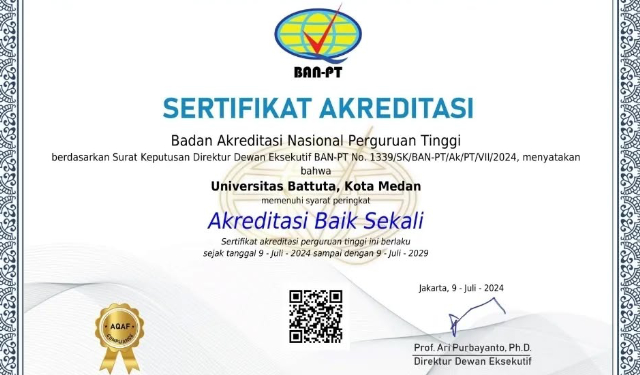 BAN-PT
SERTIFIKAT AKREDITASI
Badan Akreditasi Nasional Perguruan Tinggi
berdasarkan Surat Keputusan Direktur Dewan Eksekutif BAN-PT No. 1339/SK/BAN-PT/Ak/PT/VII/2024, menyatakan
bahwa
Universitas Battuta, Kota Medan
memenuhi syarat peringkat
Akreditasi Baik Sekali
Sertifikat akreditasi perguruan tinggi ini berlaku
sejak tanggal 9 - Juli - 2024 sampai dengan 9 - Juli - 2029
Jakarta, 9 - Juli - 2024
AQAF
Prof. Ari Purbayanto, Ph.D.
Direktur Dewan Eksekutif